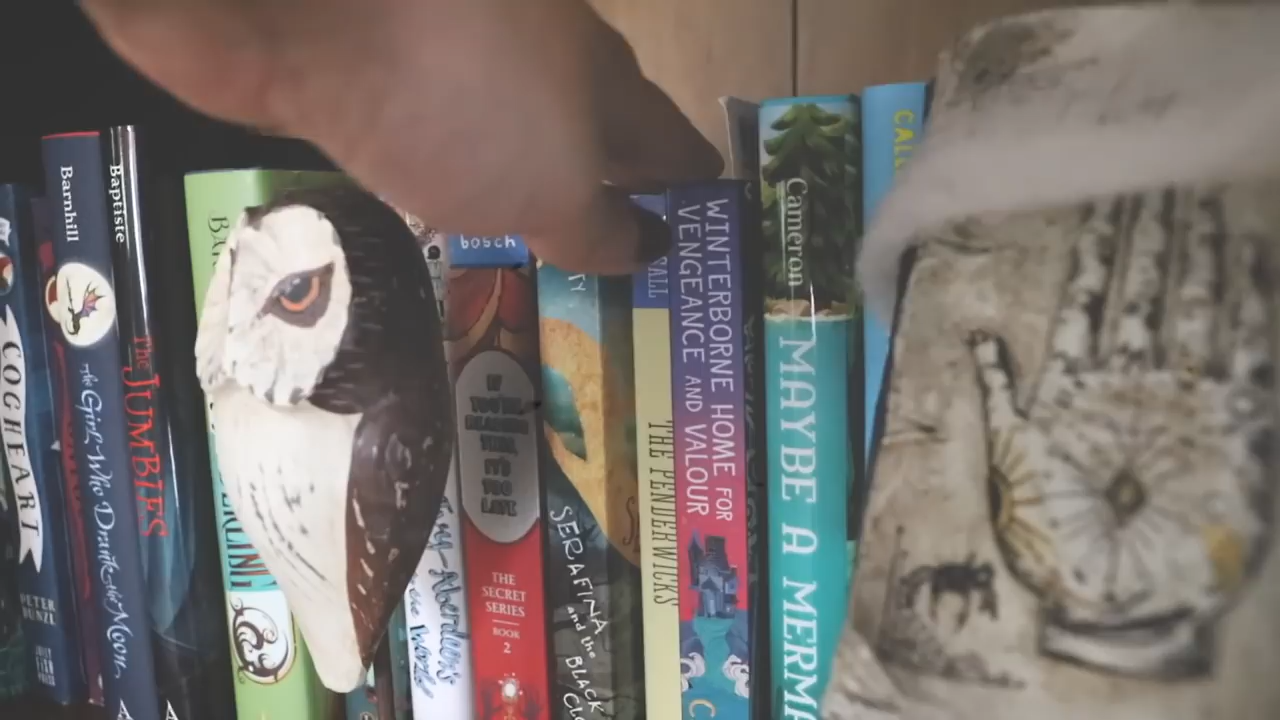 COGHEART
PETER
BUNZL
Barnhill
The Girl Who Drank the Moon
Baptiste
The JUMBIES
bosch
IF
YOU'RE
READING
THIS,
IT'S
TOO
LATE
THE
SECRET
SERIES
BOOK
2
TY
SERAFINA
and the BLACK
THE PENDERWICKS
WINTERBORNE HOME FOR
VENGEANCE AND VALOUR
Cameron
MAYBE A MERMA
CAL